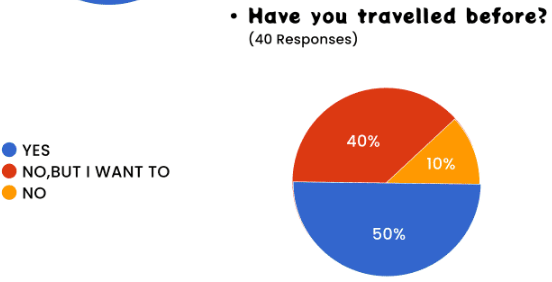 • Have you travelled before?
(40 Responses)
40%
10%
50%
YES
NO,BUT I WANT TO
NO